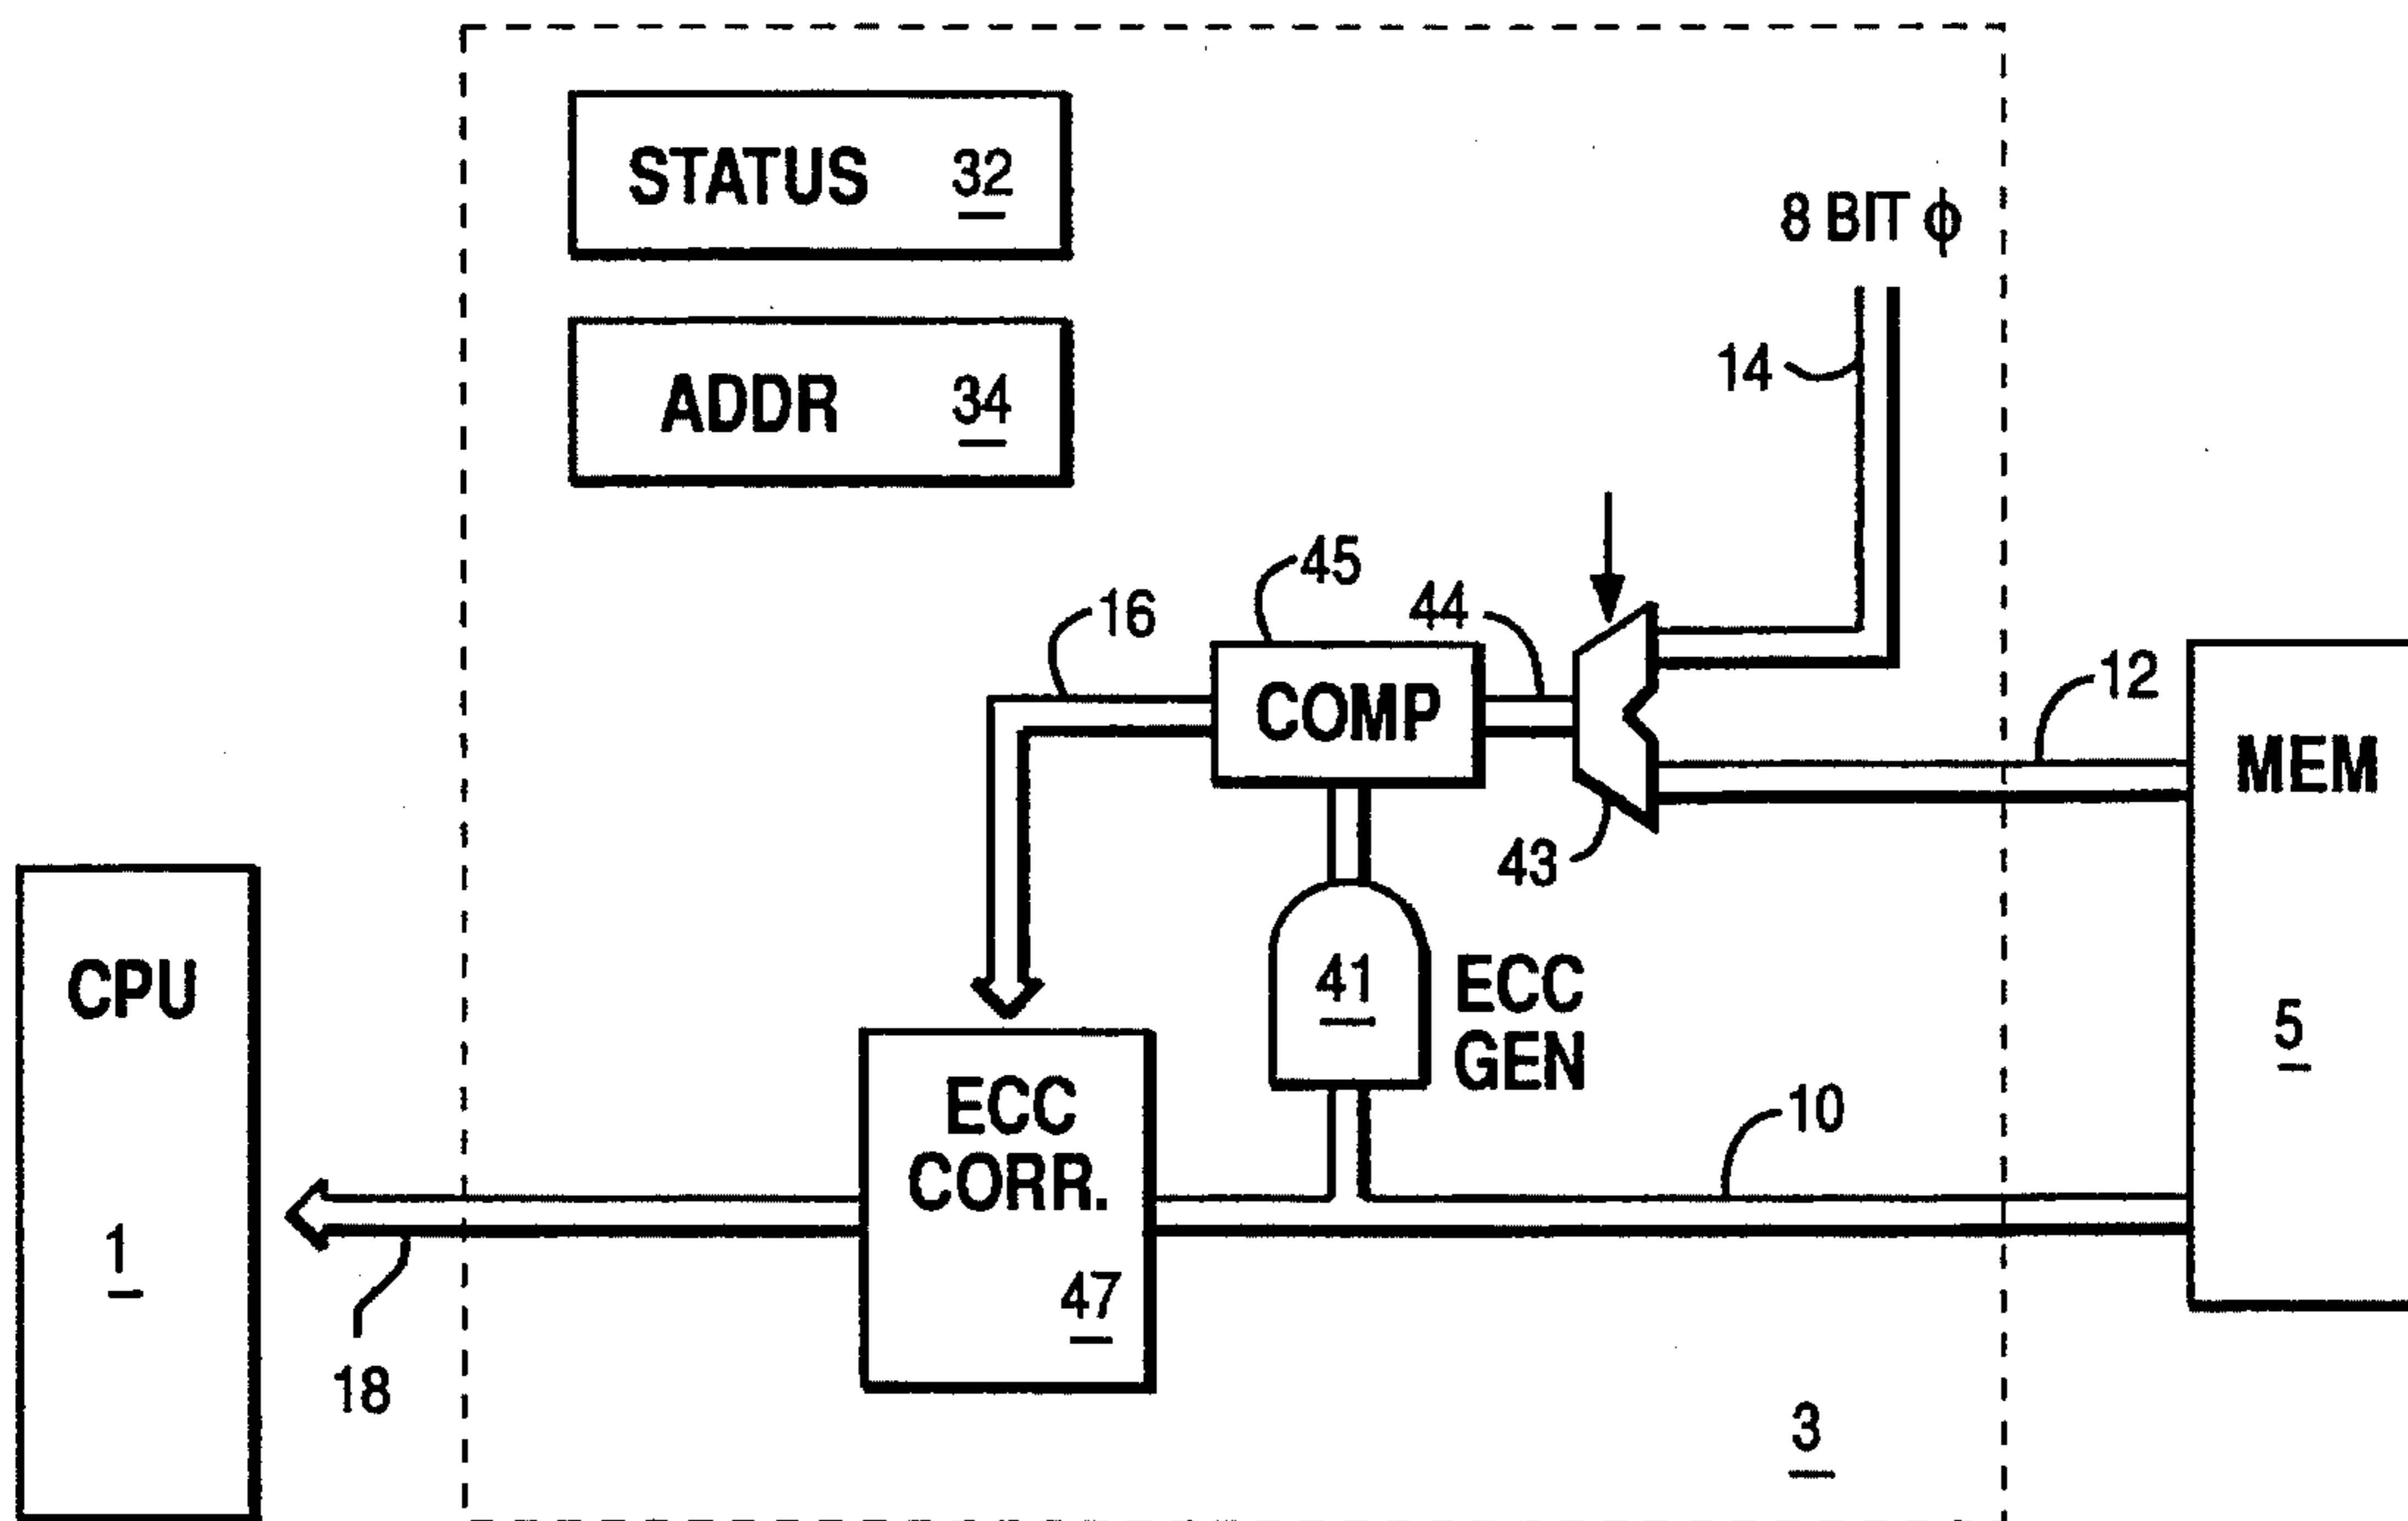 STATUS 32
8 BIT ϕ
14
ADDR 34
45
44
16
12
COMP
MEM
43
CPU
41
ECC
GEN
5
10
ECC
CORR.
1
47
18
3